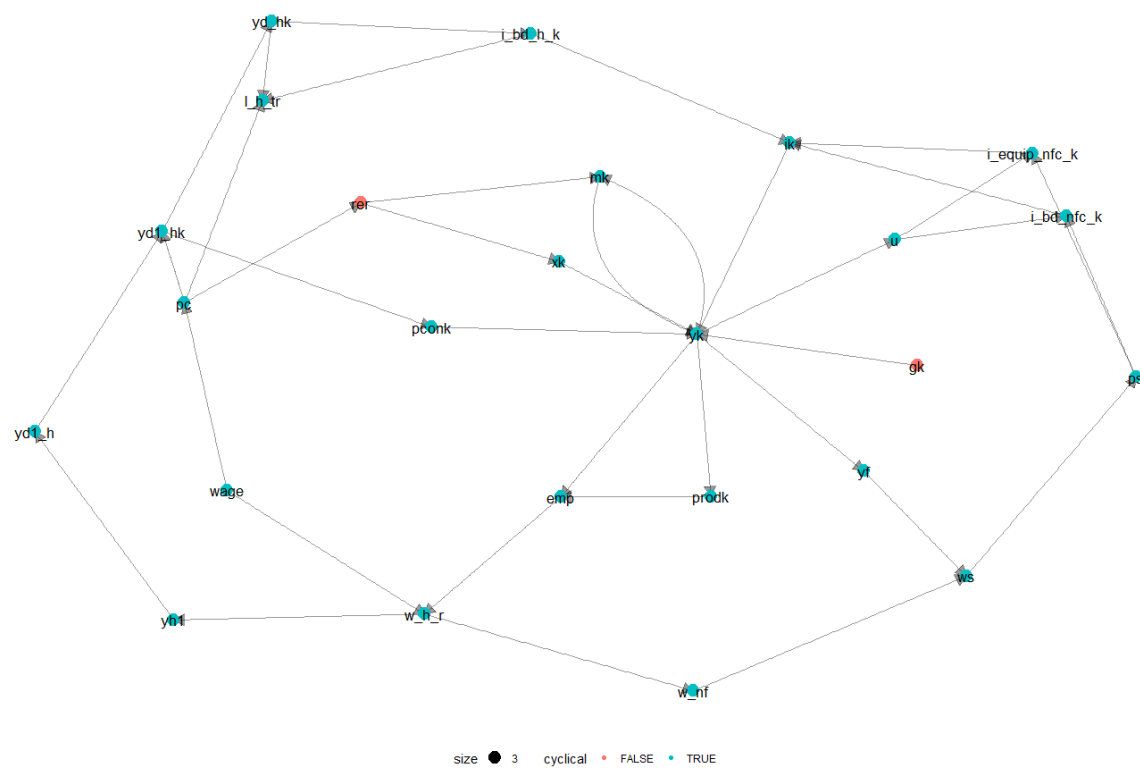 yd_hk
i_bd_h_k
l_h_tr
ik
i_equip_nfc_k
mk
rer
i_bd_nfc_k
yd1_hk
u
xk
pc
pconk
yk
gk
ps
yd1_h
yf
wage
emp
prodk
ws
w_h_r
yh1
w_nf
size 3 cyclical FALSE TRUE